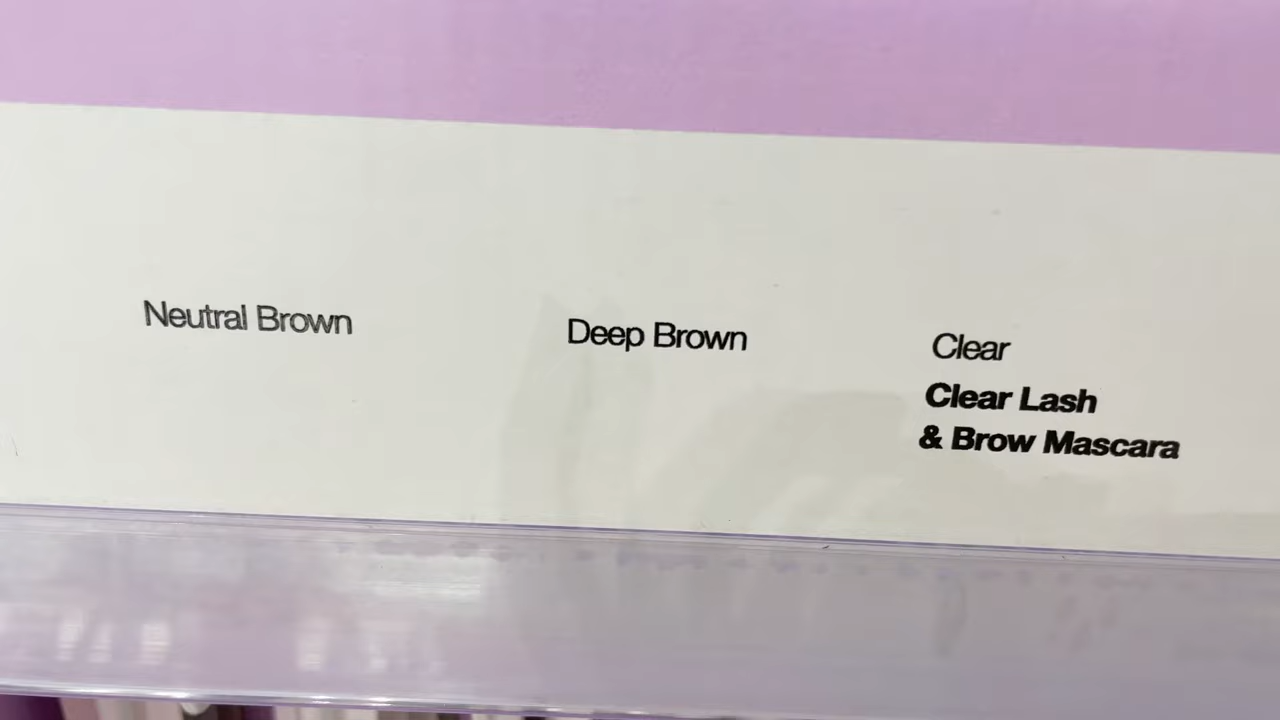 Neutral Brown
Deep Brown
Clear
Clear Lash
& Brow Mascara